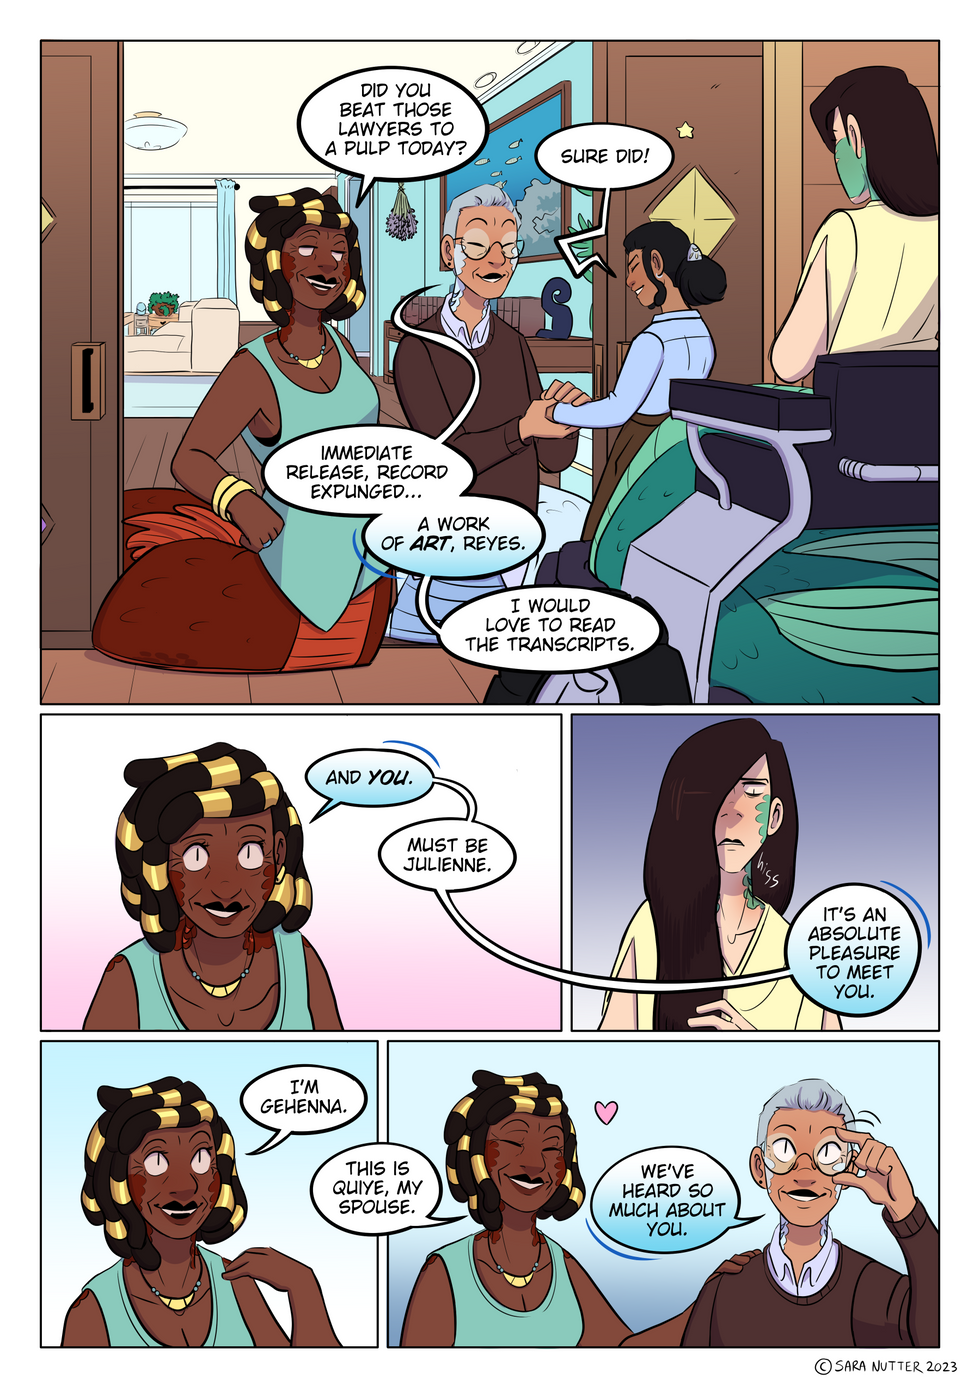 DID YOU
BEAT THOSE
LAWYERS TO
A PULP TODAY?
SURE DID!
IMMEDIATE
RELEASE, RECORD
EXPUNGED...
A WORK
OF ART, REYES.
I WOULD
LOVE TO READ
THE TRANSCRIPTS.
AND YOU.
MUST BE
JULIENNE.
hiss
IT'S AN
ABSOLUTE
PLEASURE
TO MEET
YOU.
I'M
GEHENNA.
THIS IS
QUIYE, MY
SPOUSE.
WE'VE
HEARD SO
MUCH ABOUT
YOU.
© SARA NUTTER 2023